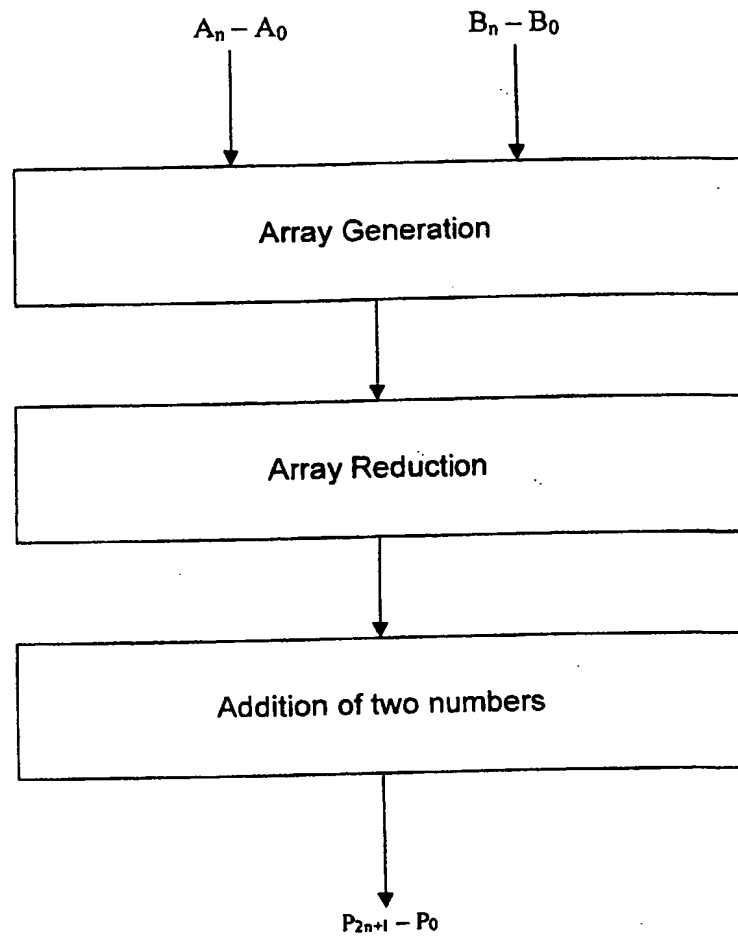 Aₙ – A₀
Bₙ – B₀
Array Generation
Array Reduction
Addition of two numbers
P₂ₙ₊₁ – P₀